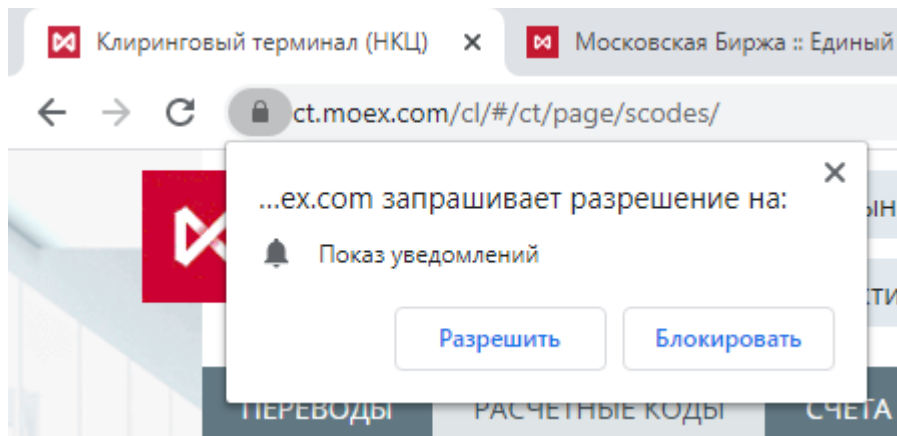 Клиринговый терминал (НКЦ)
Московская Биржа :: Единый
ct.moex.com/cl/#/ct/page/scodes/
...ex.com запрашивает разрешение на:
Показ уведомлений
Разрешить
Блокировать
ПЕРЕВОДЫ
РАСЧЕТНЫЕ КОДЫ
СЧЕТА